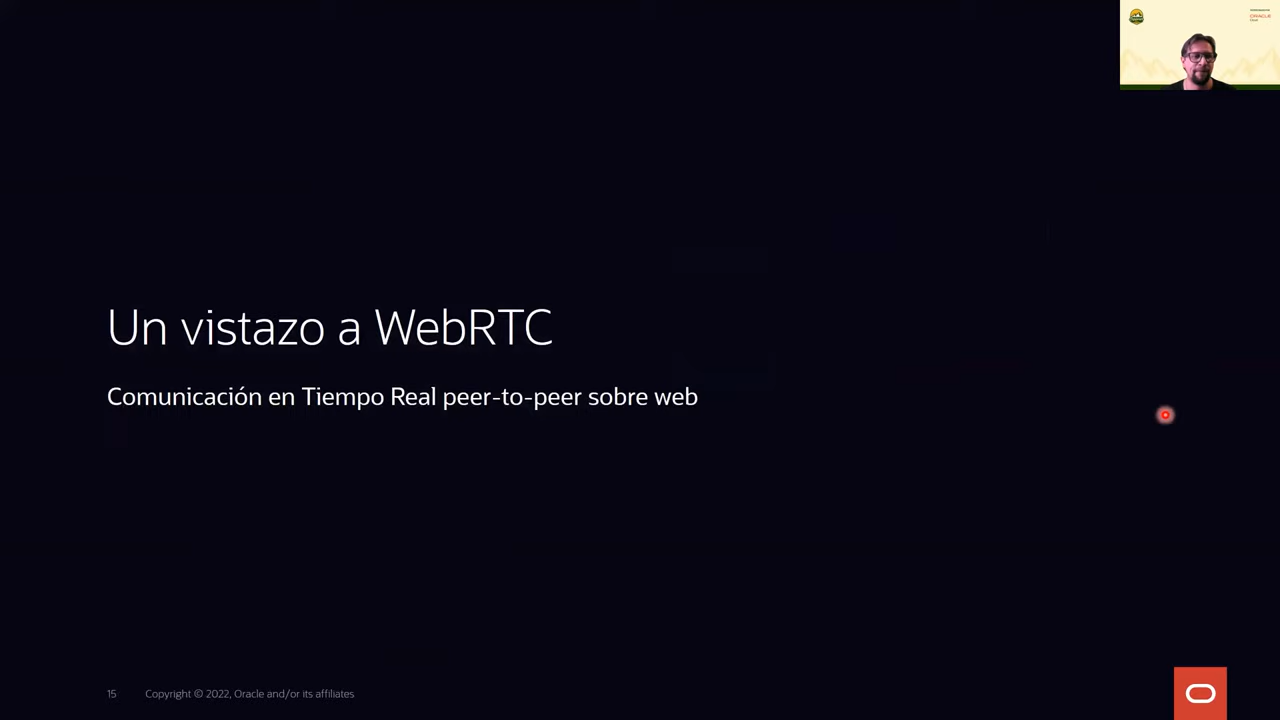 ORACLE
Un vistazo a WebRTC
Comunicación en Tiempo Real peer-to-peer sobre web
15
Copyright © 2022, Oracle and/or its affiliates